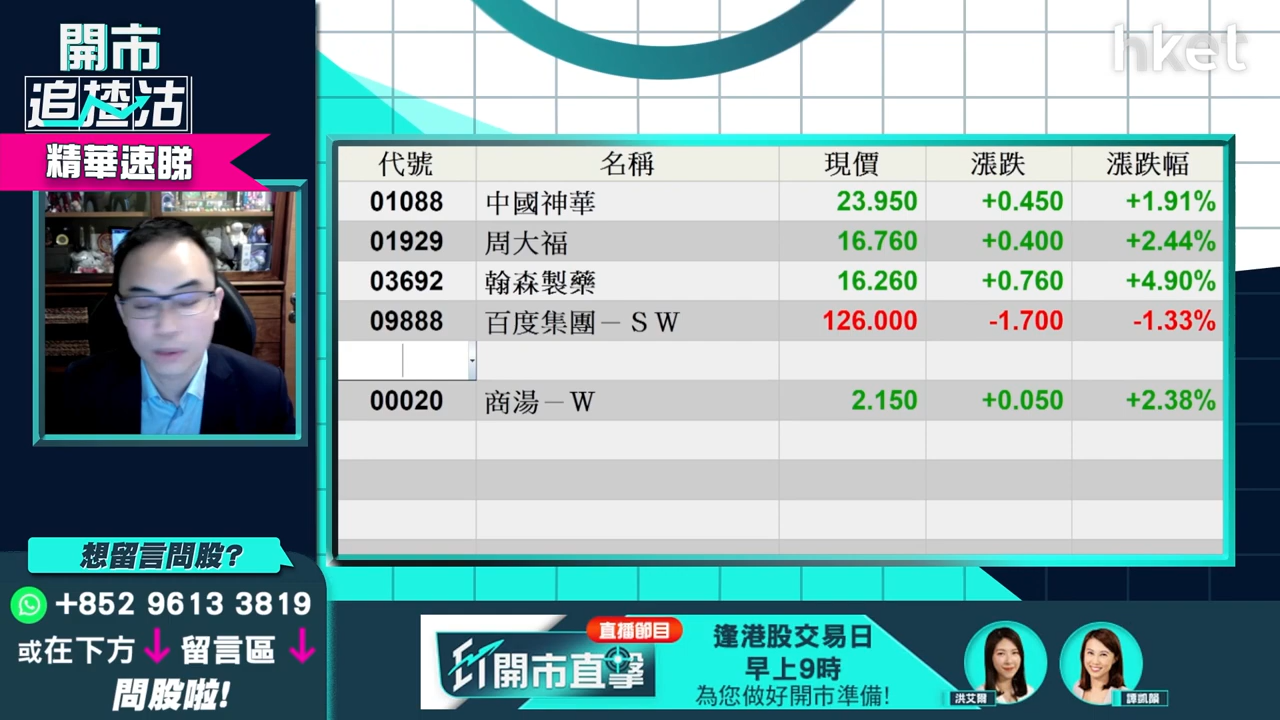 開市
追揸沽
精華速睇
hket
代號 名稱 現價 漲跌 漲跌幅
01088 中國神華 23.950 +0.450 +1.91%
01929 周大福 16.760 +0.400 +2.44%
03692 翰森製藥 16.260 +0.760 +4.90%
09888 百度集團－ＳＷ 126.000 -1.700 -1.33%
00020 商湯－W 2.150 +0.050 +2.38%
想留言問股?
+852 9613 3819
或在下方 留言區
問股啦!
開市直擊
直播節目
逢港股交易日
早上9時
為您做好開市準備!
洪艾爾
譚凱顏